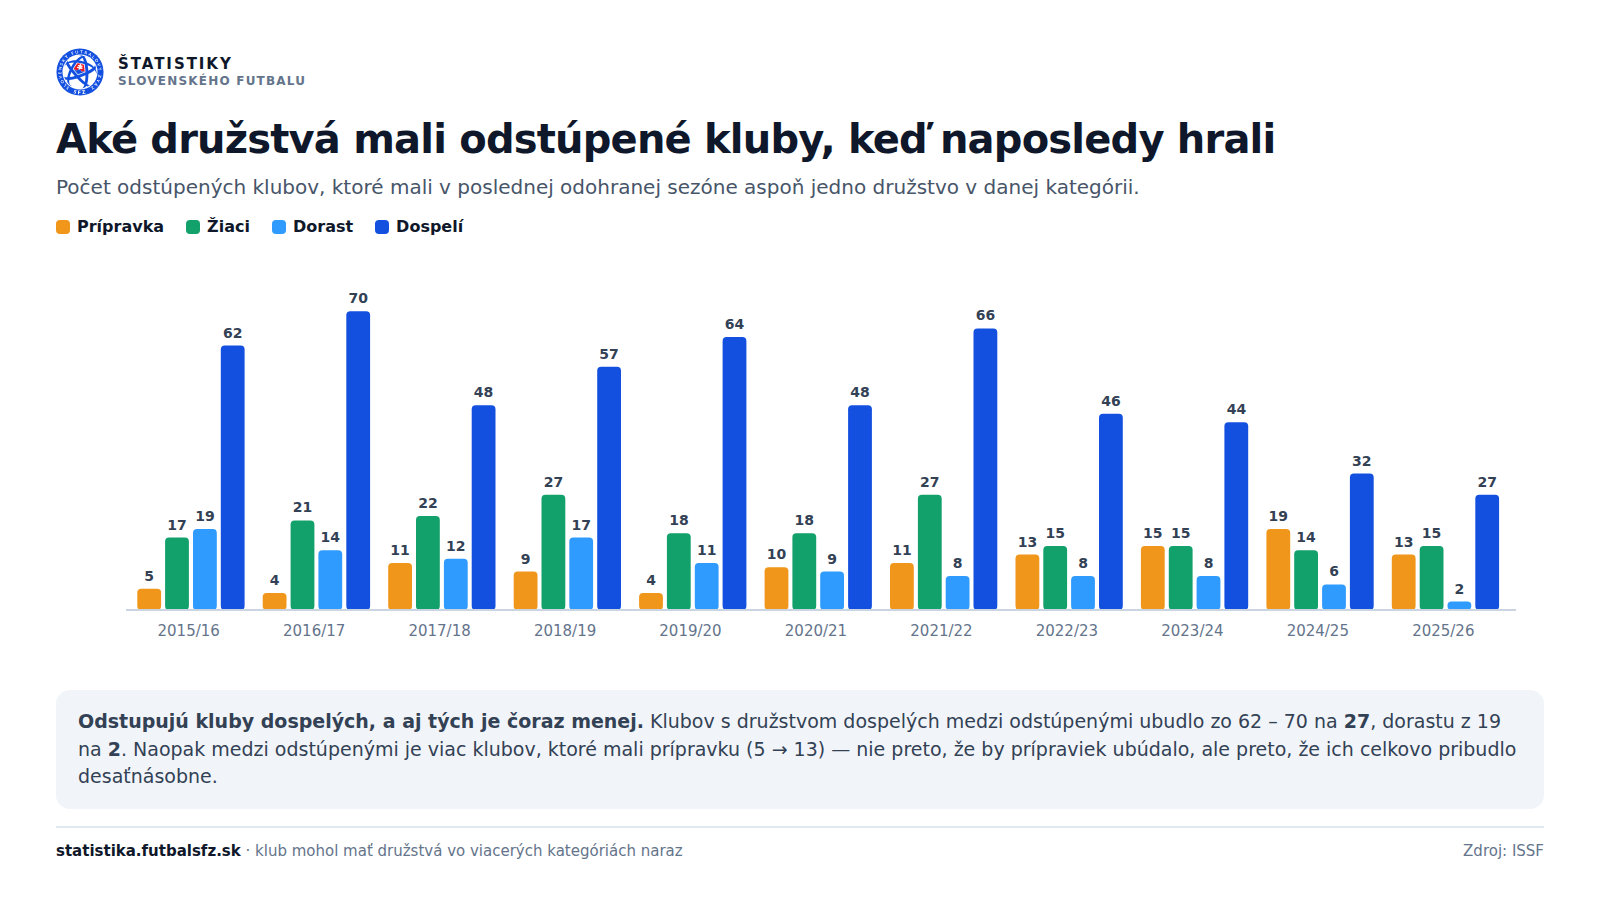 ŠTATISTIKY
SLOVENSKÉHO FUTBALU
Aké družstvá mali odstúpené kluby, keď naposledy hrali
Počet odstúpených klubov, ktoré mali v poslednej odohranej sezóne aspoň jedno družstvo v danej kategórii.
Prípravka Žiaci Dorast Dospelí
5 17 19 62
4 21 14 70
11 22 12 48
9 27 17 57
4 18 11 64
10 18 9 48
11 27 8 66
13 15 8 46
15 15 8 44
19 14 6 32
13 15 2 27
2015/16 2016/17 2017/18 2018/19 2019/20 2020/21 2021/22 2022/23 2023/24 2024/25 2025/26
Odstupujú kluby dospelých, a aj tých je čoraz menej. Klubov s družstvom dospelých medzi odstúpenými ubudlo zo 62 – 70 na 27, dorastu z 19
na 2. Naopak medzi odstúpenými je viac klubov, ktoré mali prípravku (5 → 13) — nie preto, že by prípraviek ubúdalo, ale preto, že ich celkovo pribudlo
desaťnásobne.
statistika.futbalsfz.sk · klub mohol mať družstvá vo viacerých kategóriách naraz
Zdroj: ISSF